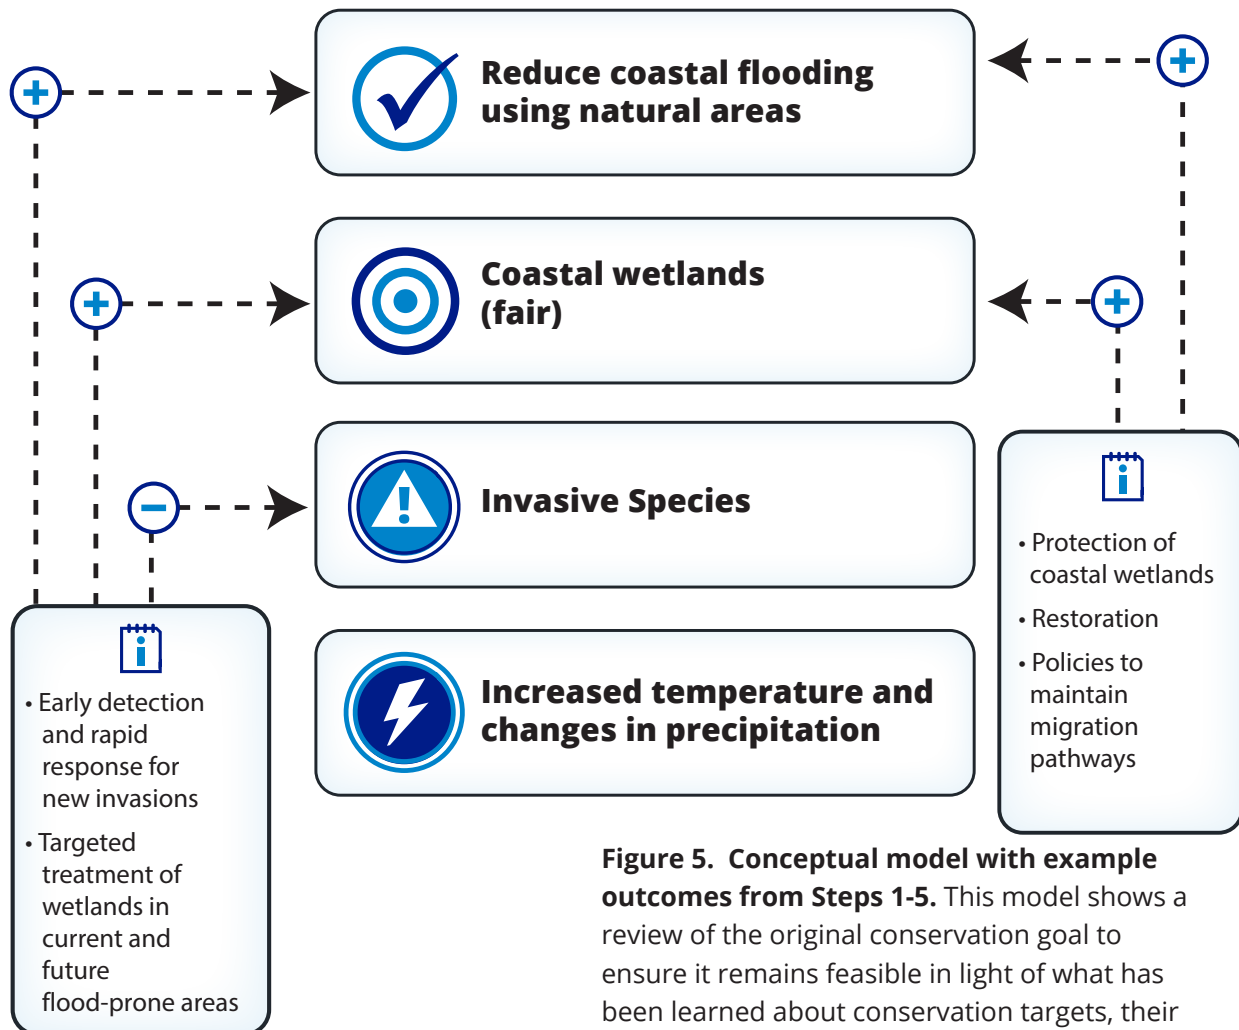 Reduce coastal flooding
using natural areas
Coastal wetlands
(fair)
Invasive Species
Increased temperature and
changes in precipitation
• Early detection
and rapid
response for
new invasions
• Targeted
treatment of
wetlands in
current and
future
flood-prone areas
• Protection of
coastal wetlands
• Restoration
• Policies to
maintain
migration
pathways
Figure 5. Conceptual model with example
outcomes from Steps 1-5. This model shows a
review of the original conservation goal to
ensure it remains feasible in light of what has
been learned about conservation targets, their